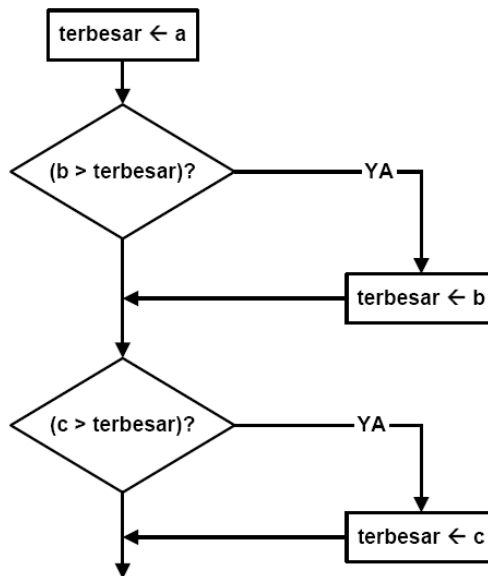 terbesar ← a
(b > terbesar)?
YA
terbesar ← b
(c > terbesar)?
YA
terbesar ← c